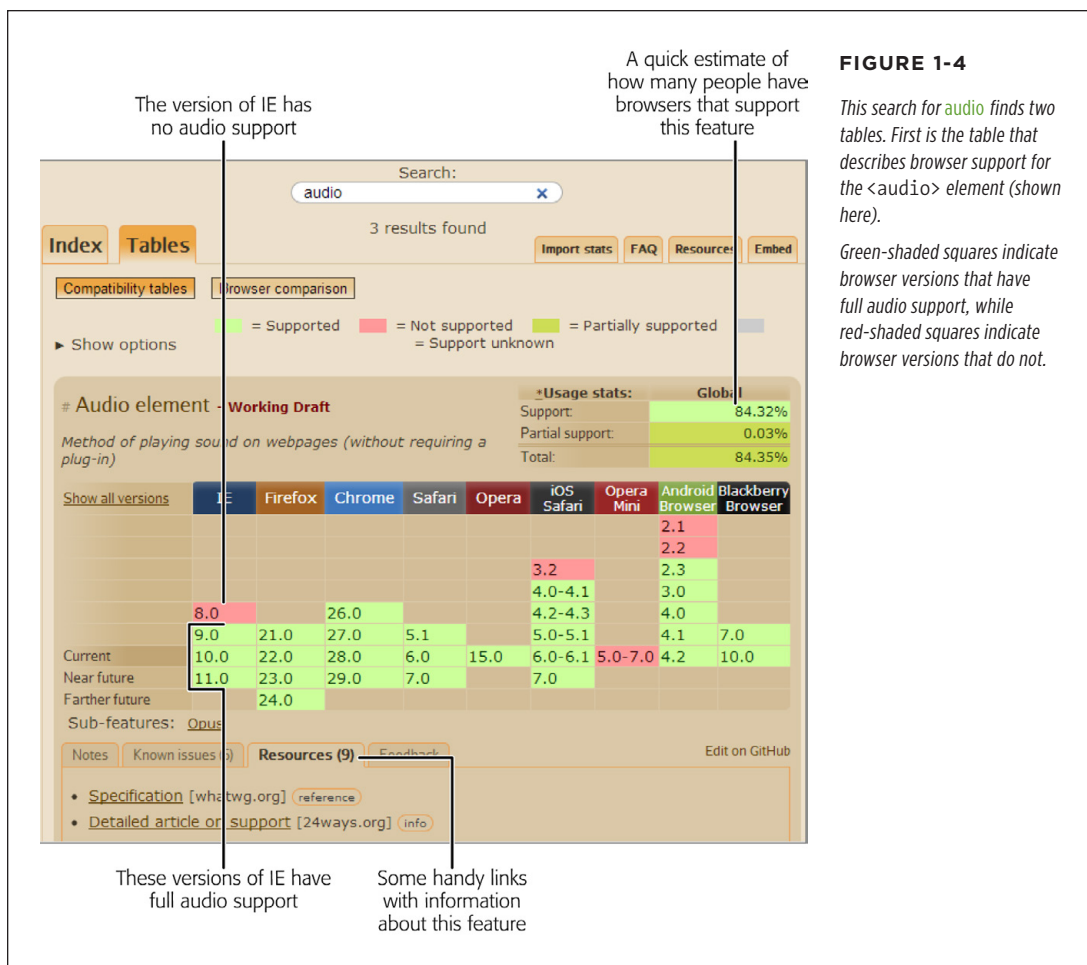 A quick estimate of
how many people have
browsers that support
this feature
The version of IE has
no audio support
FIGURE 1-4
This search for audio finds two
tables. First is the table that
describes browser support for
the <audio> element (shown
here).
Green-shaded squares indicate
browser versions that have
full audio support, while
red-shaded squares indicate
browser versions that do not.
Search:
audio ×
3 results found
Index Tables
Import stats FAQ Resources Embed
Compatibility tables Browser comparison
= Supported = Not supported = Partially supported
= Support unknown
► Show options
# Audio element - Working Draft
Method of playing sound on webpages (without requiring a
plug-in)
*Usage stats: Global
Support: 84.32%
Partial support: 0.03%
Total: 84.35%
Show all versions IE Firefox Chrome Safari Opera iOS Safari Opera Mini Android Browser Blackberry Browser
2.1
2.2
3.2 2.3
4.0-4.1 3.0
8.0 26.0 4.2-4.3 4.0
9.0 21.0 27.0 5.1 5.0-5.1 4.1 7.0
Current 10.0 22.0 28.0 6.0 15.0 6.0-6.1 5.0-7.0 4.2 10.0
Near future 11.0 23.0 29.0 7.0 7.0
Farther future 24.0
Sub-features: Opus
Notes Known issues (5) Resources (9) Feedback
Edit on GitHub
• Specification [whatwg.org] reference
• Detailed article on support [24ways.org] info
These versions of IE have
full audio support
Some handy links
with information
about this feature